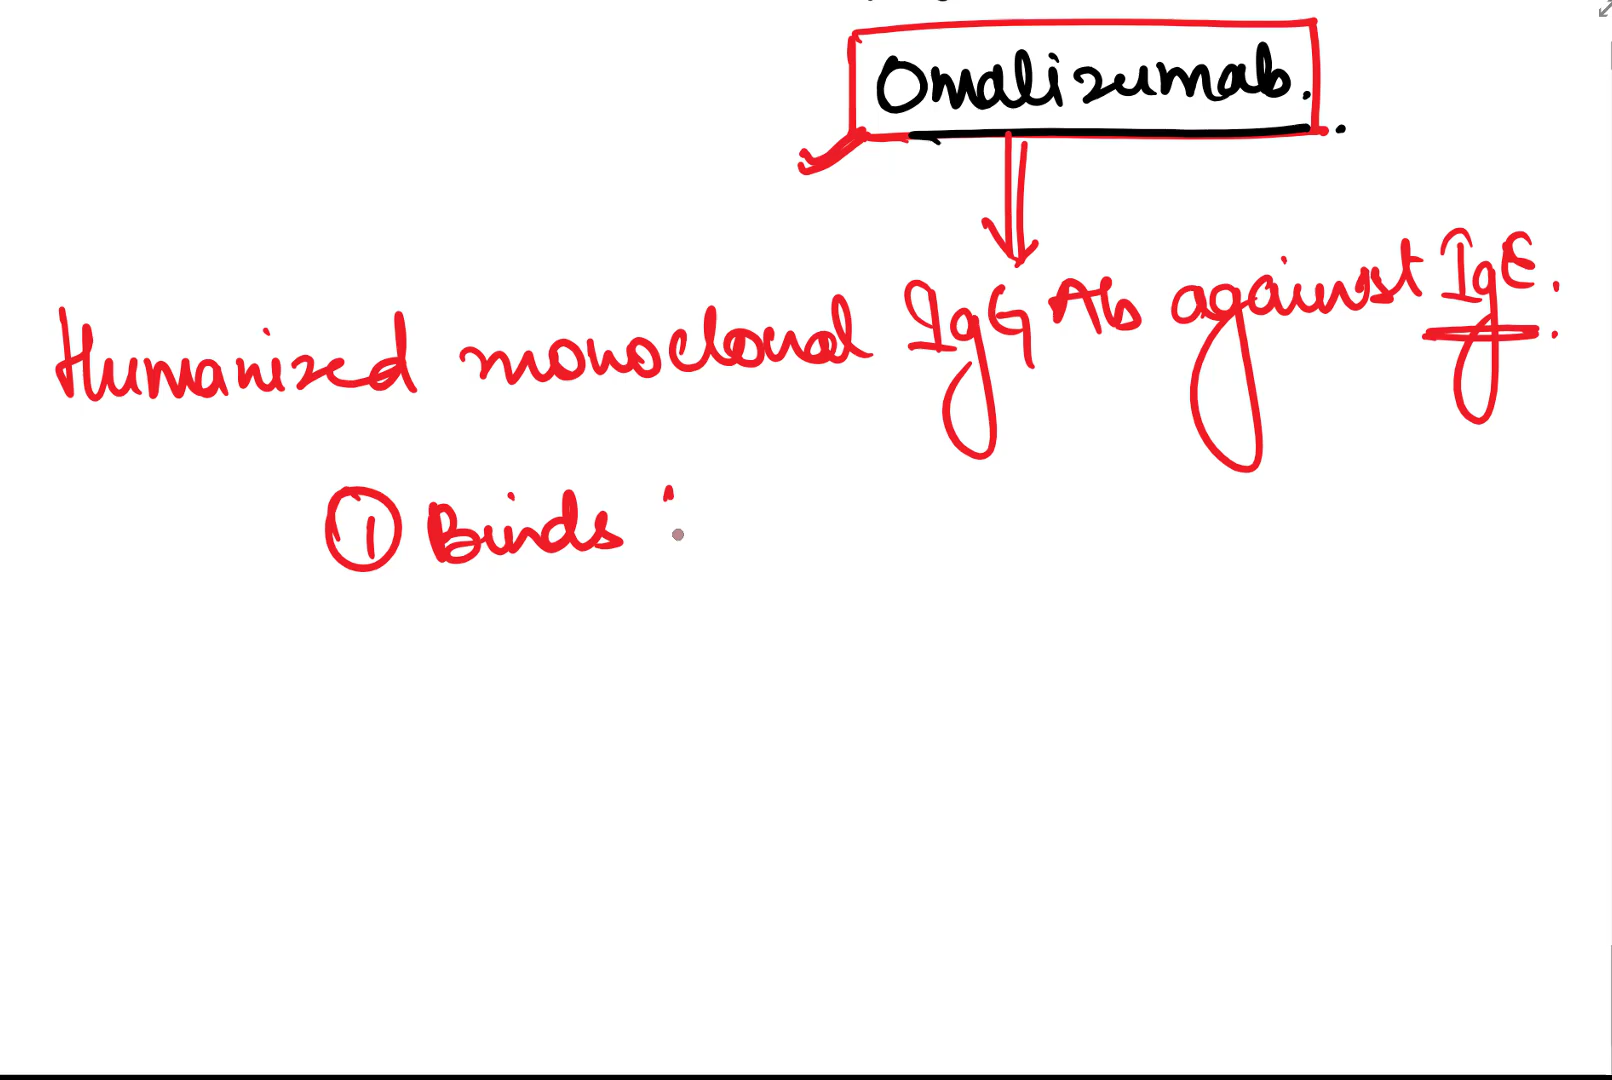 Omalizumab.
Humanized monoclonal IgG Ab against IgE.
① Binds